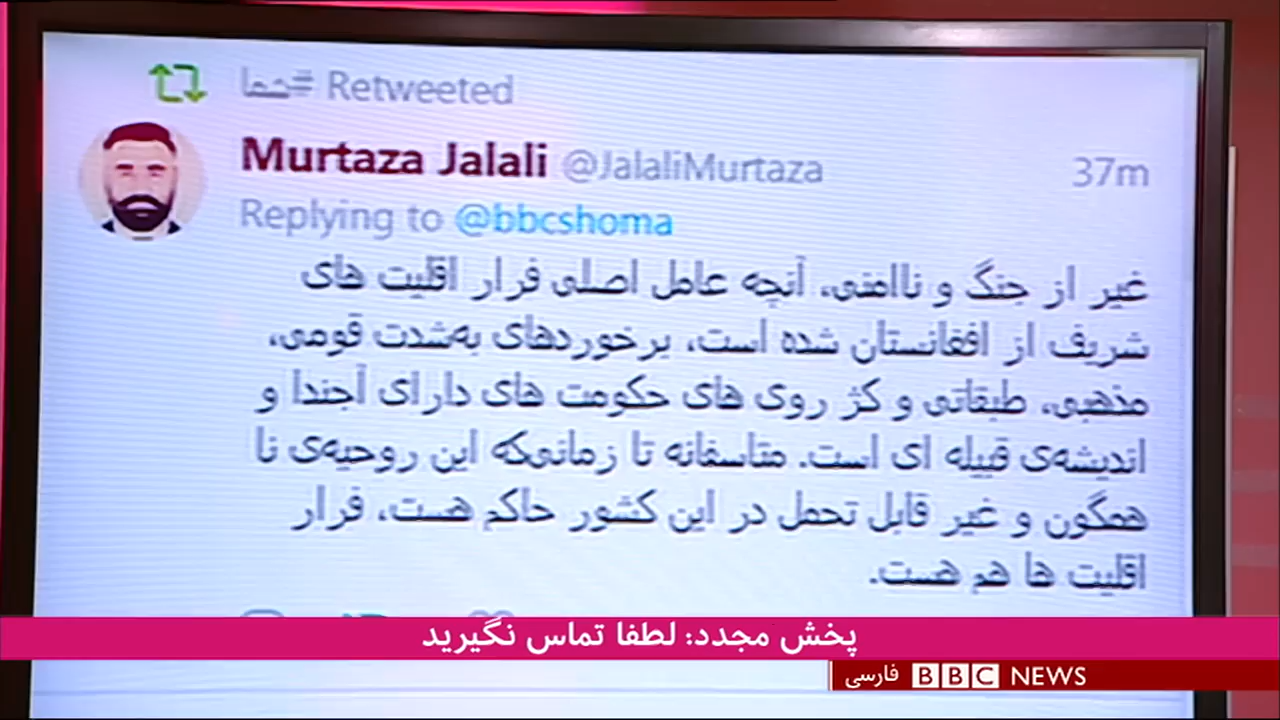 #شما Retweeted
Murtaza Jalali @JalaliMurtaza 37m
Replying to @bbcshoma
غیر از جنگ و ناامنی، آنچه عامل اصلی فرار اقلیت های
شریف از افغانستان شده است، برخوردهای به‌شدت قومی،
مذهبی، طبقاتی و کژ روی های حکومت های دارای آجندا و
اندیشه‌ی قبیله ای است. متاسفانه تا زمانی‌که این روحیه‌ی نا
همگون و غیر قابل تحمل در این کشور حاکم هست، فرار
اقلیت ها هم هست.
پخش مجدد: لطفا تماس نگیرید
BBC NEWS فارسی